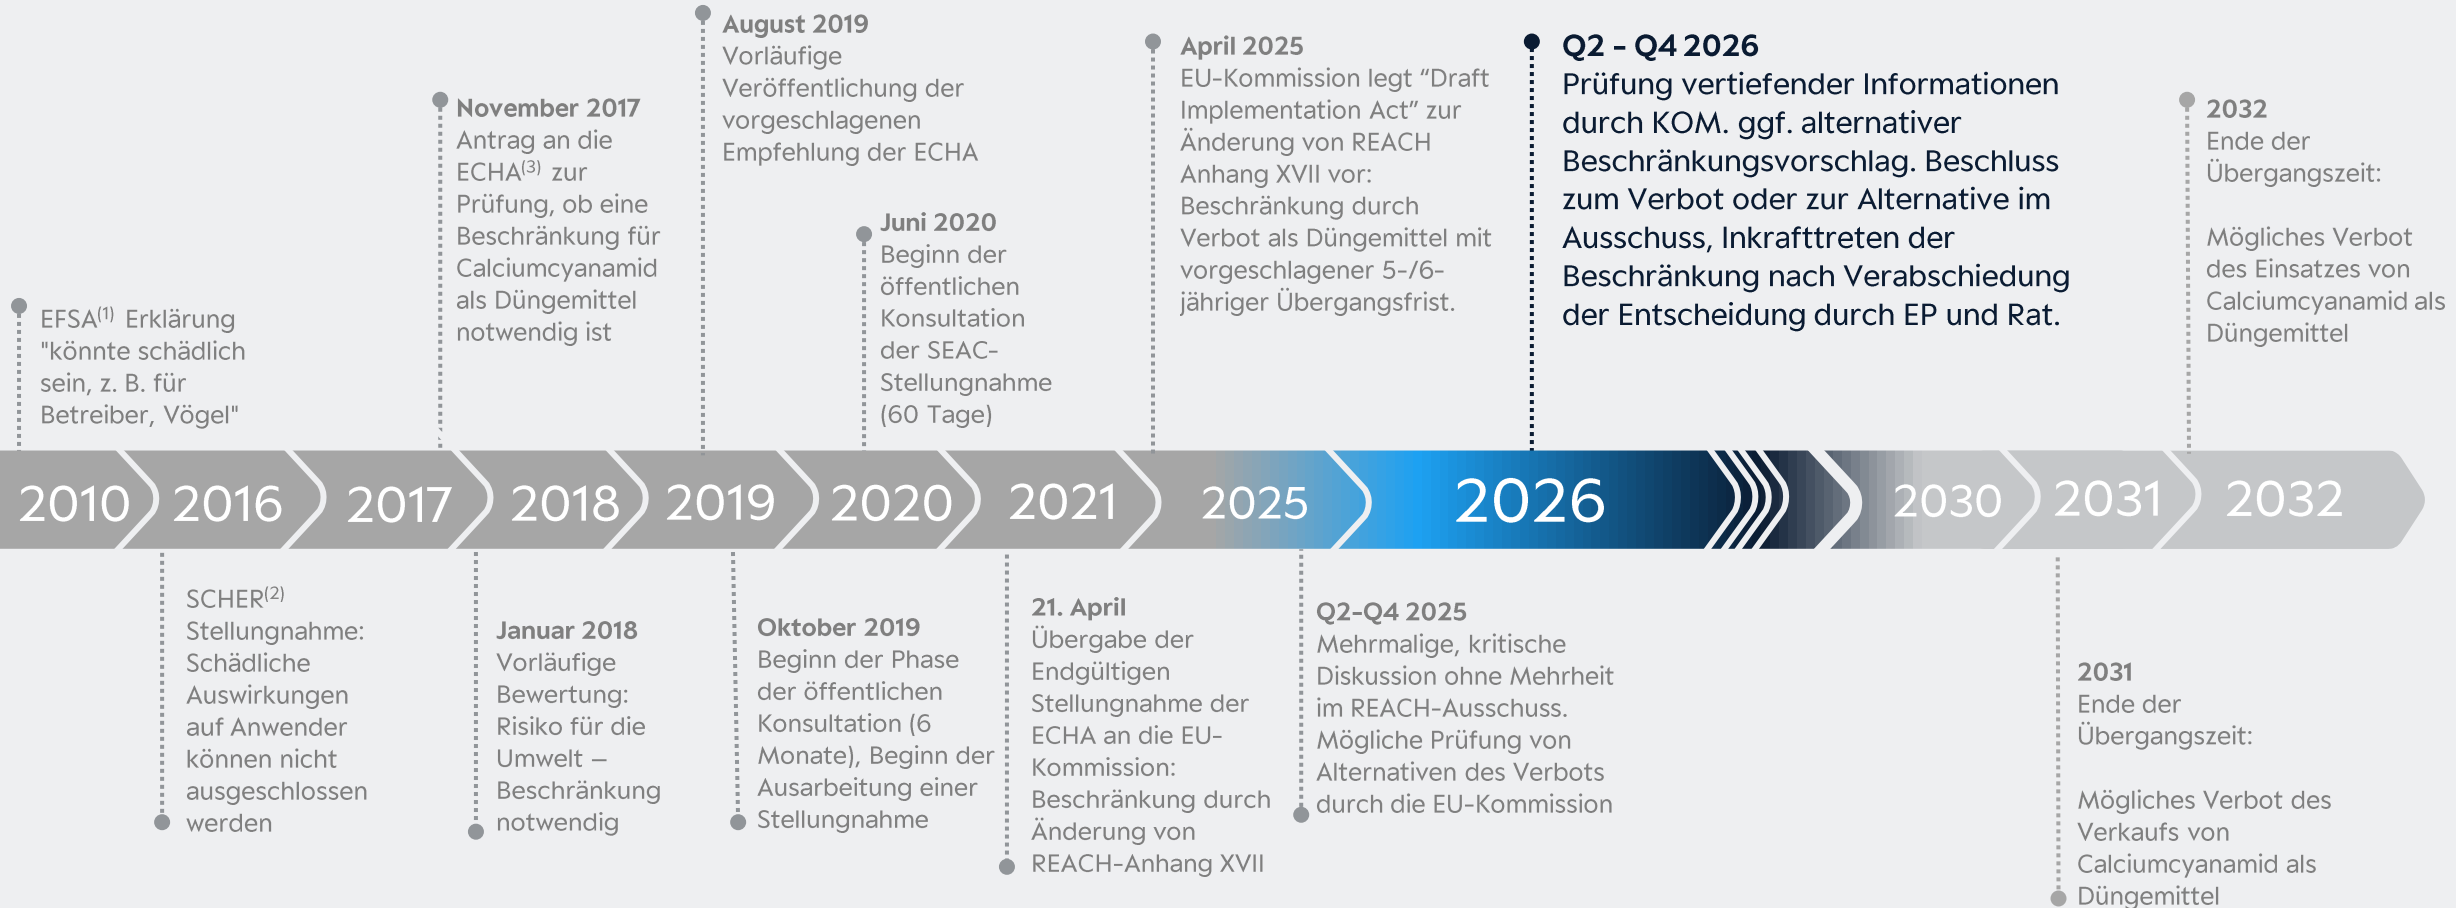 August 2019
Vorläufige
Veröffentlichung der
vorgeschlagenen
Empfehlung der ECHA
April 2025
EU-Kommission legt “Draft
Implementation Act” zur
Änderung von REACH
Anhang XVII vor:
Beschränkung durch
Verbot als Düngemittel mit
vorgeschlagener 5-/6-
jähriger Übergangsfrist.
Q2 - Q4 2026
Prüfung vertiefender Informationen
durch KOM. ggf. alternativer
Beschränkungsvorschlag. Beschluss
zum Verbot oder zur Alternative im
Ausschuss, Inkrafttreten der
Beschränkung nach Verabschiedung
der Entscheidung durch EP und Rat.
November 2017
Antrag an die
ECHA(3) zur
Prüfung, ob eine
Beschränkung für
Calciumcyanamid
als Düngemittel
notwendig ist
2032
Ende der
Übergangszeit:
Mögliches Verbot
des Einsatzes von
Calciumcyanamid als
Düngemittel
Juni 2020
Beginn der
öffentlichen
Konsultation
der SEAC-
Stellungnahme
(60 Tage)
EFSA(1) Erklärung
"könnte schädlich
sein, z. B. für
Betreiber, Vögel"
2010 2016 2017 2018 2019 2020 2021 2025 2026 2030 2031 2032
SCHER(2)
Stellungnahme:
Schädliche
Auswirkungen
auf Anwender
können nicht
ausgeschlossen
werden
Januar 2018
Vorläufige
Bewertung:
Risiko für die
Umwelt –
Beschränkung
notwendig
Oktober 2019
Beginn der Phase
der öffentlichen
Konsultation (6
Monate), Beginn der
Ausarbeitung einer
Stellungnahme
21. April
Übergabe der
Endgültigen
Stellungnahme der
ECHA an die EU-
Kommission:
Beschränkung durch
Änderung von
REACH-Anhang XVII
Q2-Q4 2025
Mehrmalige, kritische
Diskussion ohne Mehrheit
im REACH-Ausschuss.
Mögliche Prüfung von
Alternativen des Verbots
durch die EU-Kommission
2031
Ende der
Übergangszeit:
Mögliches Verbot des
Verkaufs von
Calciumcyanamid als
Düngemittel